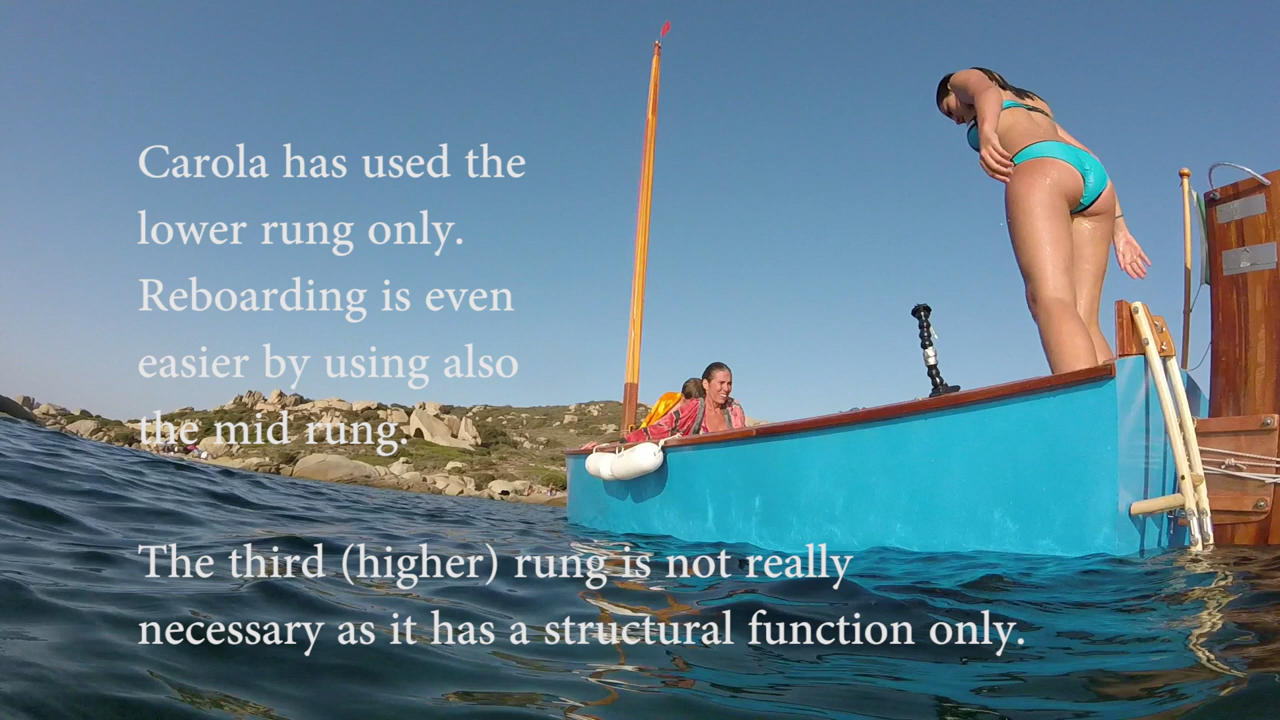 Carola has used the
lower rung only.
Reboarding is even
easier by using also
the mid rung.
The third (higher) rung is not really
necessary as it has a structural function only.